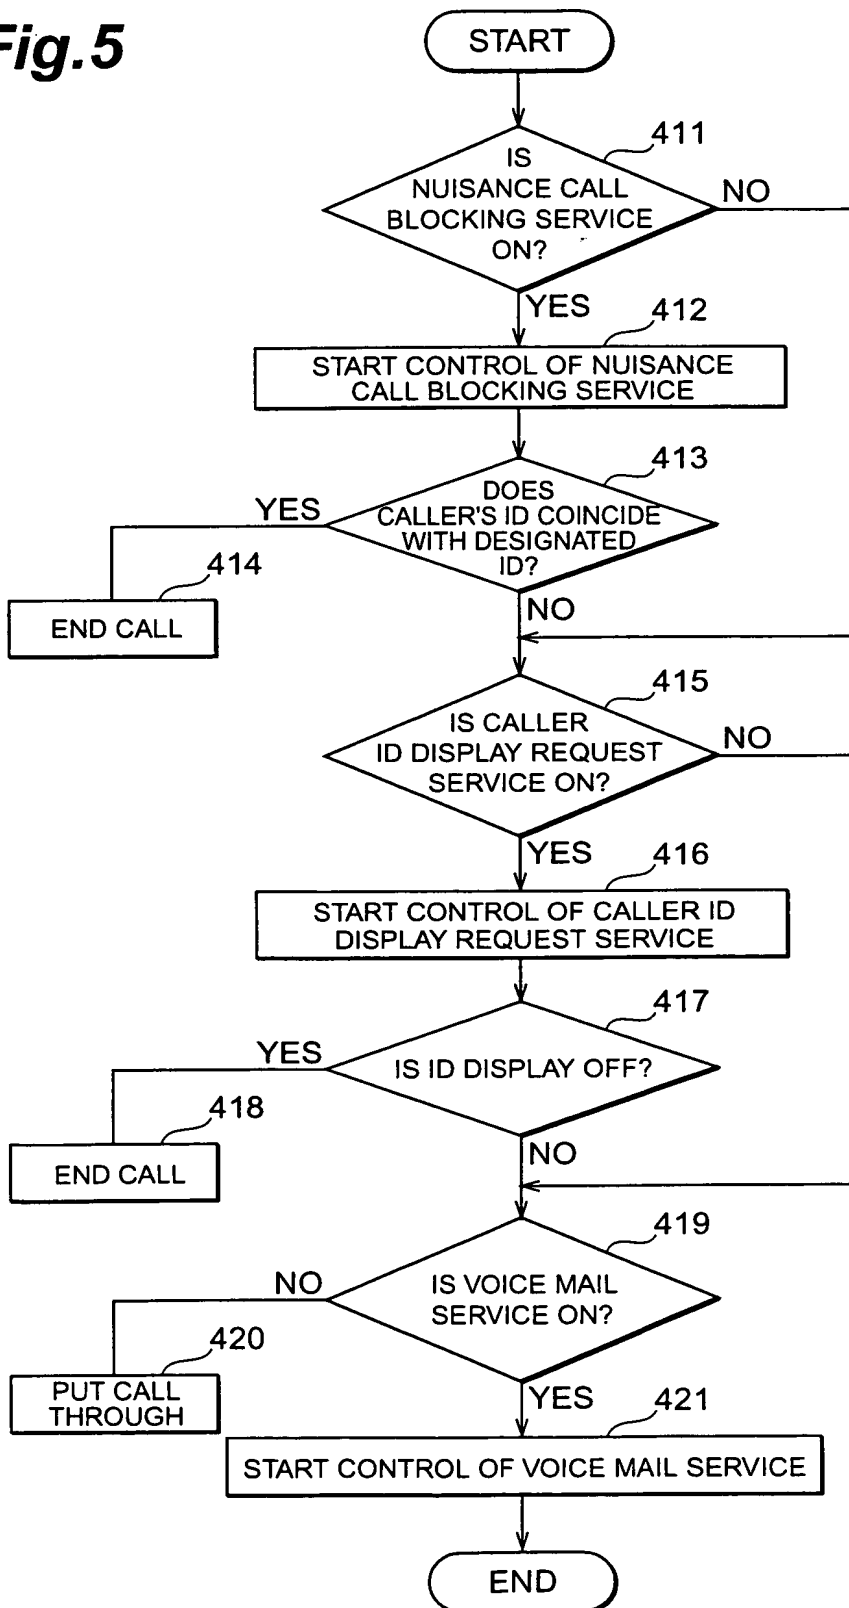 Fig.5
START
411
IS
NUISANCE CALL
BLOCKING SERVICE
ON?
NO
YES
412
START CONTROL OF NUISANCE
CALL BLOCKING SERVICE
413
DOES
CALLER'S ID COINCIDE
WITH DESIGNATED
ID?
YES
414
END CALL
NO
415
IS CALLER
ID DISPLAY REQUEST
SERVICE ON?
NO
YES
416
START CONTROL OF CALLER ID
DISPLAY REQUEST SERVICE
417
IS ID DISPLAY OFF?
YES
418
END CALL
NO
419
IS VOICE MAIL
SERVICE ON?
NO
420
PUT CALL
THROUGH
YES
421
START CONTROL OF VOICE MAIL SERVICE
END